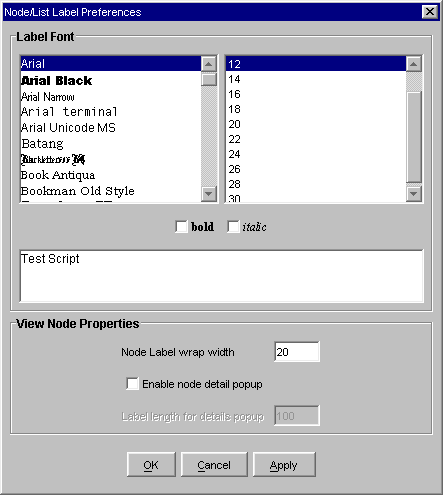 Node/List Label Preferences
Label Font
Arial
Arial Black
Arial Narrow
Arial terminal
Arial Unicode MS
Batang
Book Antiqua
Bookman Old Style
12
14
16
18
20
22
24
26
28
30
bold italic
Test Script
View Node Properties
Node Label wrap width 20
Enable node detail popup
Label length for details popup 100
OK Cancel Apply